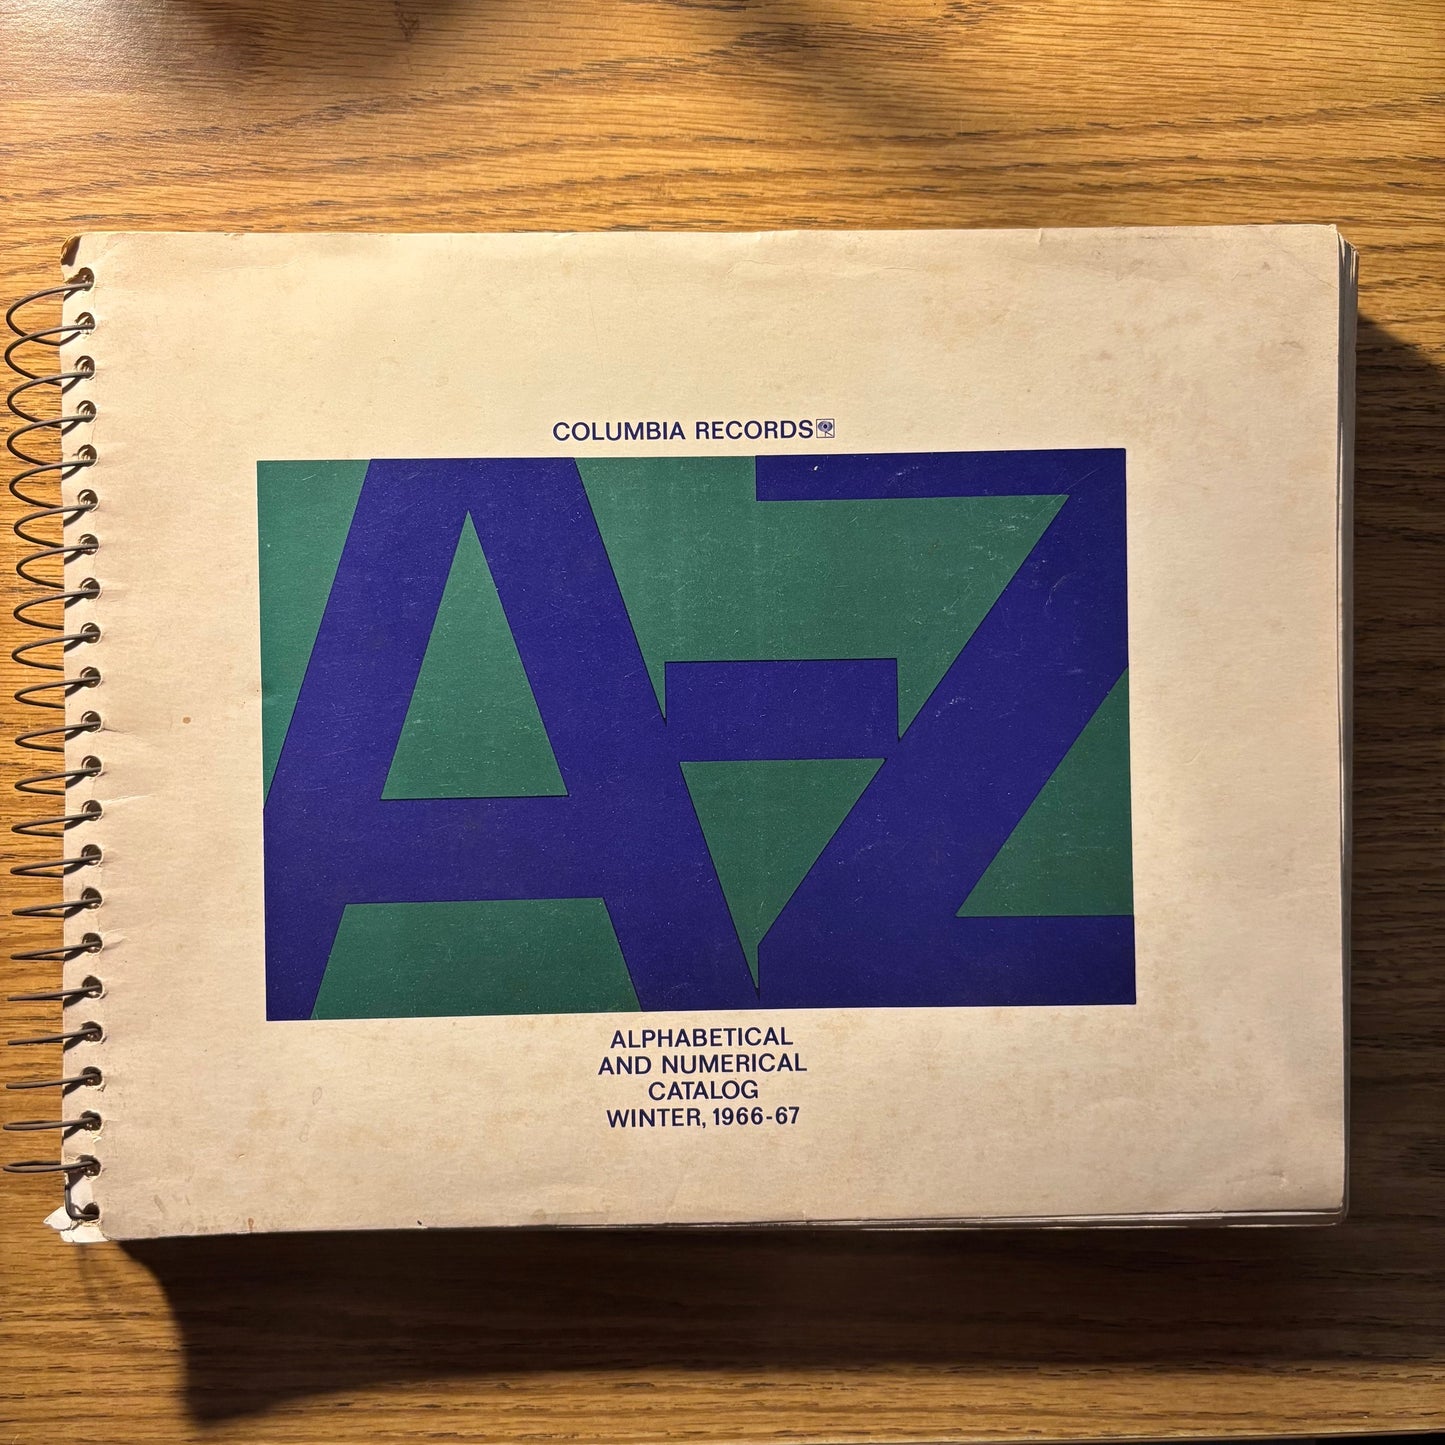 COLUMBIA RECORDS
A-Z
ALPHABETICAL
AND NUMERICAL
CATALOG
WINTER, 1966-67